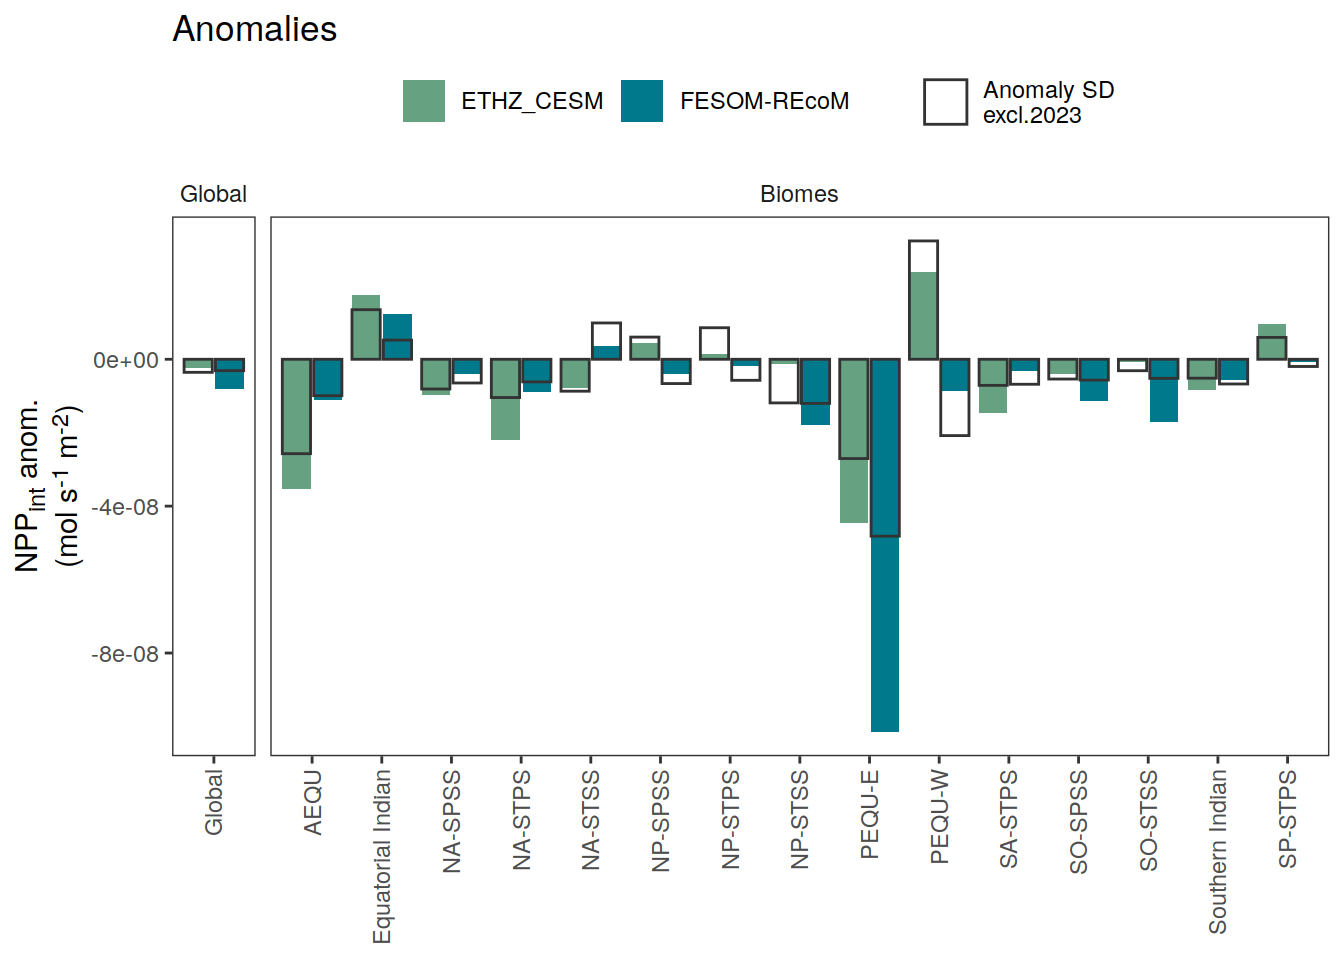 Anomalies
ETHZ_CESM
FESOM-REcoM
Anomaly SD
excl.2023
Global
Biomes
0e+00
-4e-08
-8e-08
NPPint anom.
(mol s-1 m-2)
Global
AEQU
Equatorial Indian
NA-SPSS
NA-STPS
NA-STSS
NP-SPSS
NP-STPS
NP-STSS
PEQU-E
PEQU-W
SA-STPS
SO-SPSS
SO-STSS
Southern Indian
SP-STPS